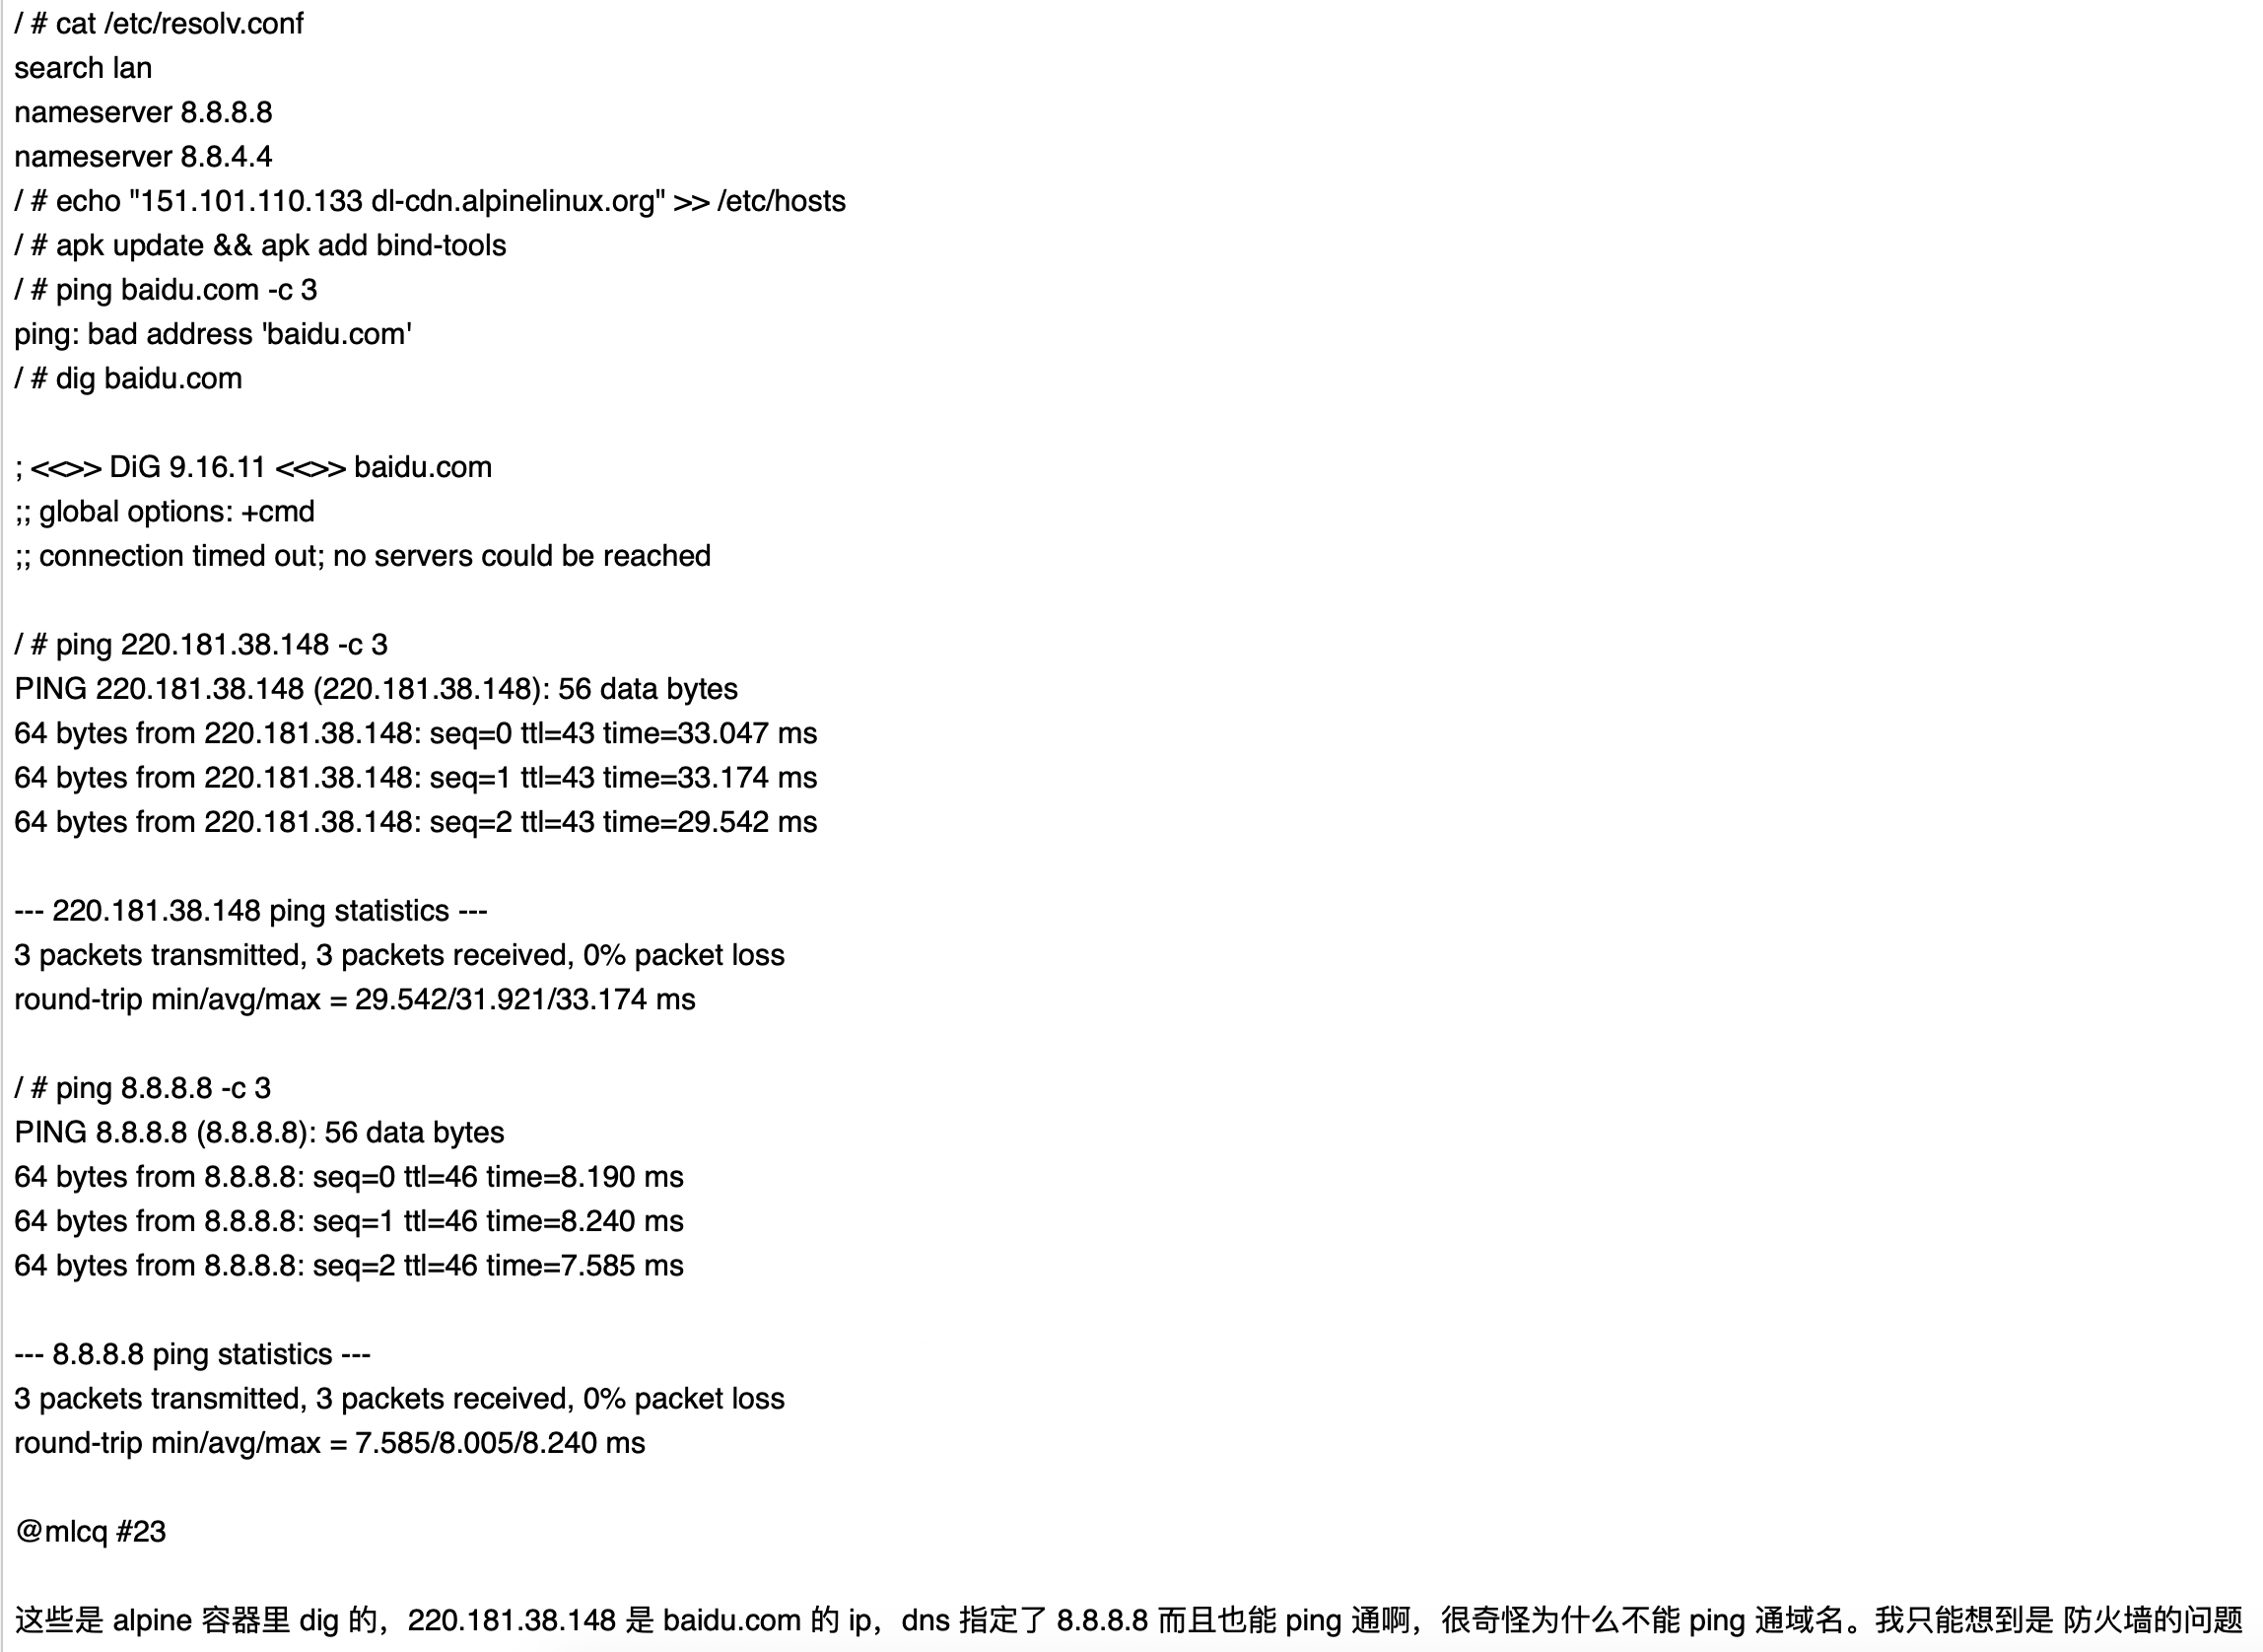 / # cat /etc/resolv.conf
search lan
nameserver 8.8.8.8
nameserver 8.8.4.4
/ # echo "151.101.110.133 dl-cdn.alpinelinux.org" >> /etc/hosts
/ # apk update && apk add bind-tools
/ # ping baidu.com -c 3
ping: bad address 'baidu.com'
/ # dig baidu.com
; <<>> DiG 9.16.11 <<>> baidu.com
;; global options: +cmd
;; connection timed out; no servers could be reached
/ # ping 220.181.38.148 -c 3
PING 220.181.38.148 (220.181.38.148): 56 data bytes
64 bytes from 220.181.38.148: seq=0 ttl=43 time=33.047 ms
64 bytes from 220.181.38.148: seq=1 ttl=43 time=33.174 ms
64 bytes from 220.181.38.148: seq=2 ttl=43 time=29.542 ms
--- 220.181.38.148 ping statistics ---
3 packets transmitted, 3 packets received, 0% packet loss
round-trip min/avg/max = 29.542/31.921/33.174 ms
/ # ping 8.8.8.8 -c 3
PING 8.8.8.8 (8.8.8.8): 56 data bytes
64 bytes from 8.8.8.8: seq=0 ttl=46 time=8.190 ms
64 bytes from 8.8.8.8: seq=1 ttl=46 time=8.240 ms
64 bytes from 8.8.8.8: seq=2 ttl=46 time=7.585 ms
--- 8.8.8.8 ping statistics ---
3 packets transmitted, 3 packets received, 0% packet loss
round-trip min/avg/max = 7.585/8.005/8.240 ms
@mlcq #23
这些是 alpine 容器里 dig 的，220.181.38.148 是 baidu.com 的 ip，dns 指定了 8.8.8.8 而且也能 ping 通啊，很奇怪为什么不能 ping 通域名。我只能想到是 防火墙的问题